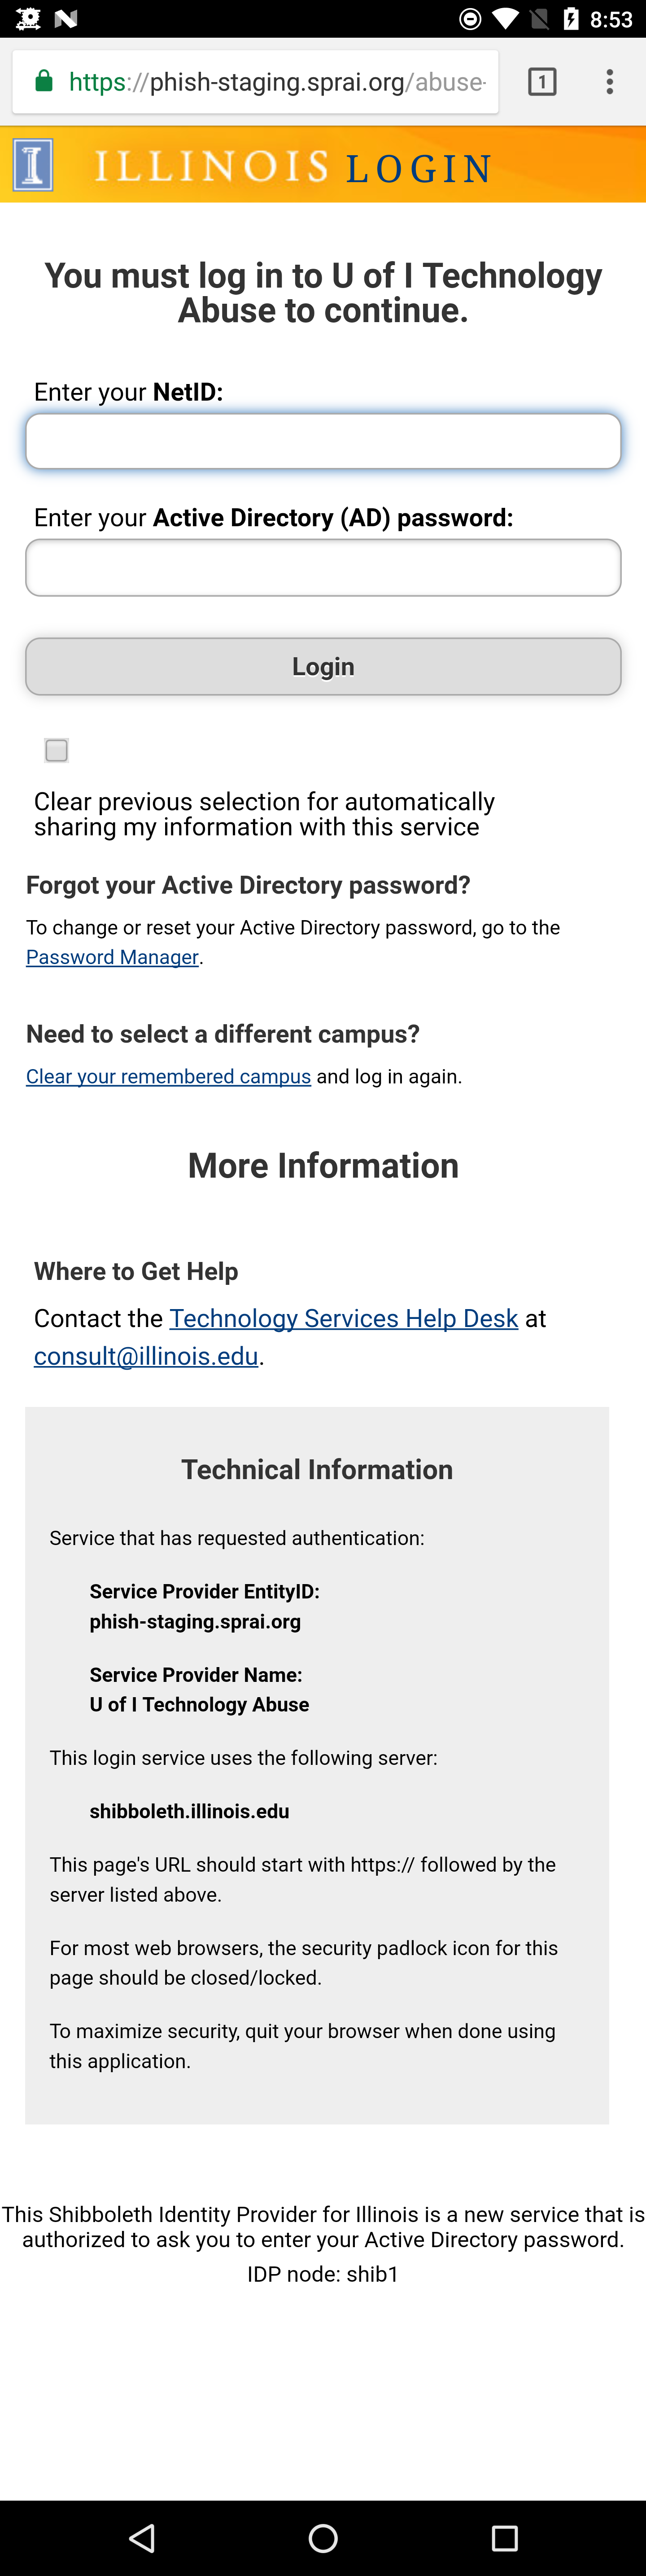 8:53
https://phish-staging.sprai.org/abuse-
1
I ILLINOIS LOGIN
You must log in to U of I Technology
Abuse to continue.
Enter your NetID:
Enter your Active Directory (AD) password:
Login
Clear previous selection for automatically
sharing my information with this service
Forgot your Active Directory password?
To change or reset your Active Directory password, go to the
Password Manager.
Need to select a different campus?
Clear your remembered campus and log in again.
More Information
Where to Get Help
Contact the Technology Services Help Desk at
consult@illinois.edu.
Technical Information
Service that has requested authentication:
Service Provider EntityID:
phish-staging.sprai.org
Service Provider Name:
U of I Technology Abuse
This login service uses the following server:
shibboleth.illinois.edu
This page's URL should start with https:// followed by the
server listed above.
For most web browsers, the security padlock icon for this
page should be closed/locked.
To maximize security, quit your browser when done using
this application.
This Shibboleth Identity Provider for Illinois is a new service that is
authorized to ask you to enter your Active Directory password.
IDP node: shib1